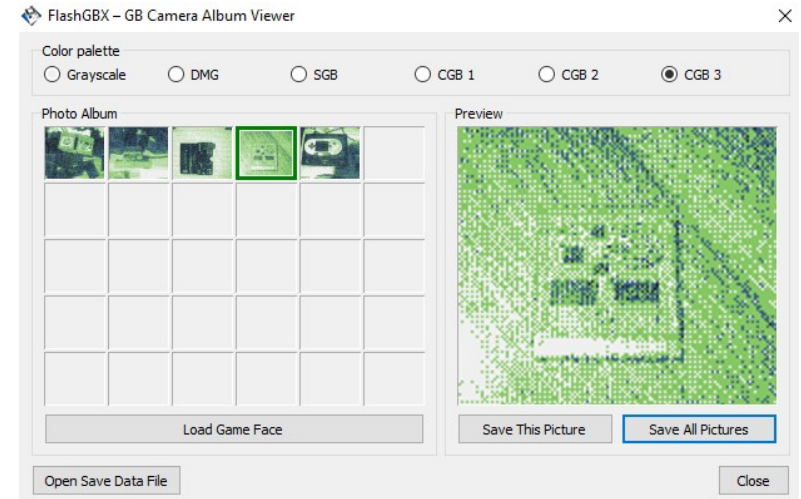 FlashGBX – GB Camera Album Viewer
Color palette
Grayscale DMG SGB CGB 1 CGB 2 CGB 3
Photo Album
Preview
Load Game Face
Save This Picture Save All Pictures
Open Save Data File Close